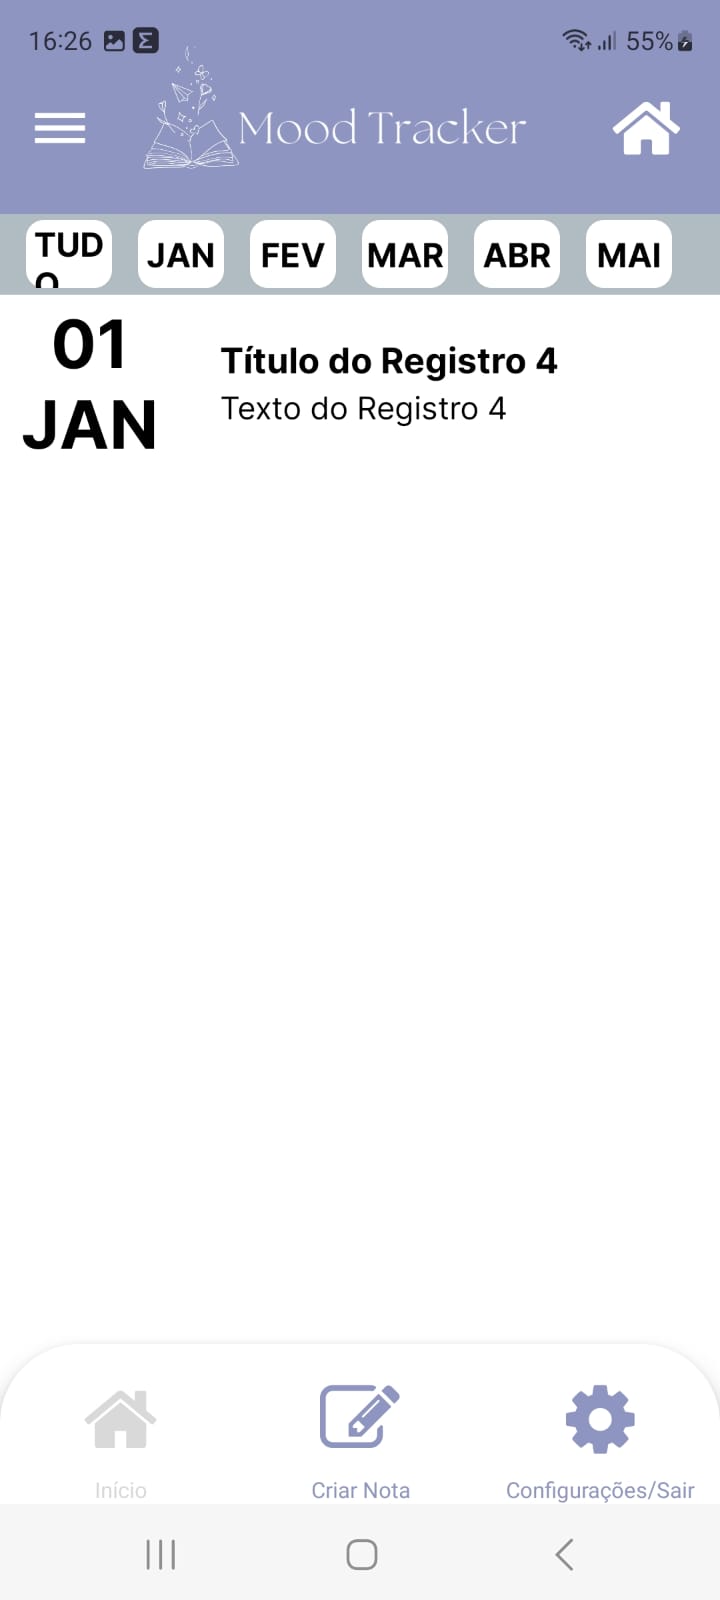 16:26 Σ 55%
Mood Tracker
TUD
O
JAN
FEV
MAR
ABR
MAI
01
JAN
Título do Registro 4
Texto do Registro 4
Início
Criar Nota
Configurações/Sair